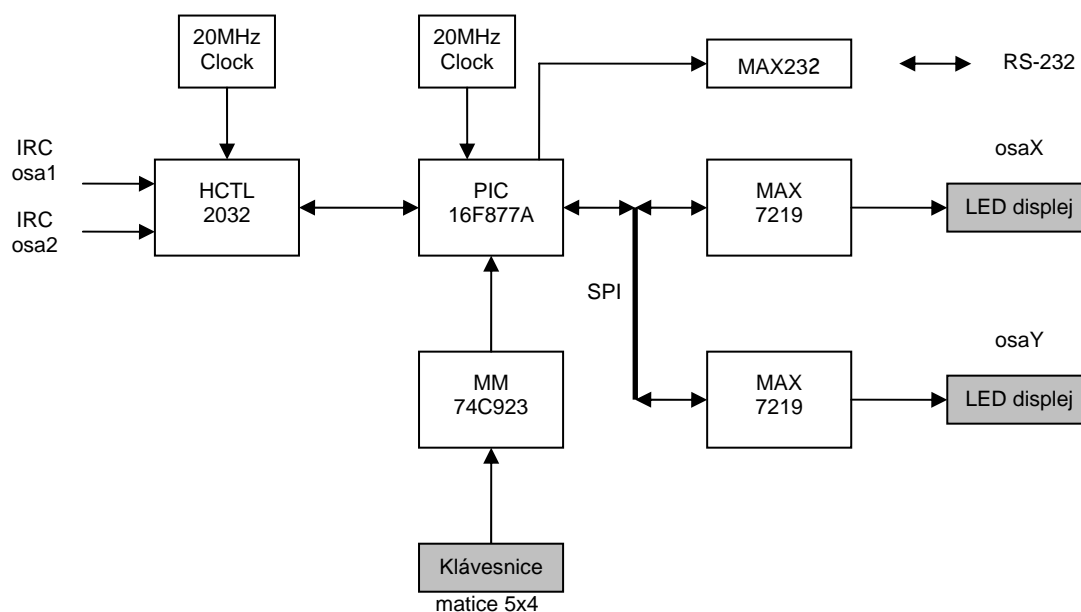 20MHz
Clock
20MHz
Clock
MAX232
RS-232
IRC
osa1
IRC
osa2
HCTL
2032
PIC
16F877A
MAX
7219
osaX
LED displej
SPI
MM
74C923
MAX
7219
osaY
LED displej
Klávesnice
matice 5x4